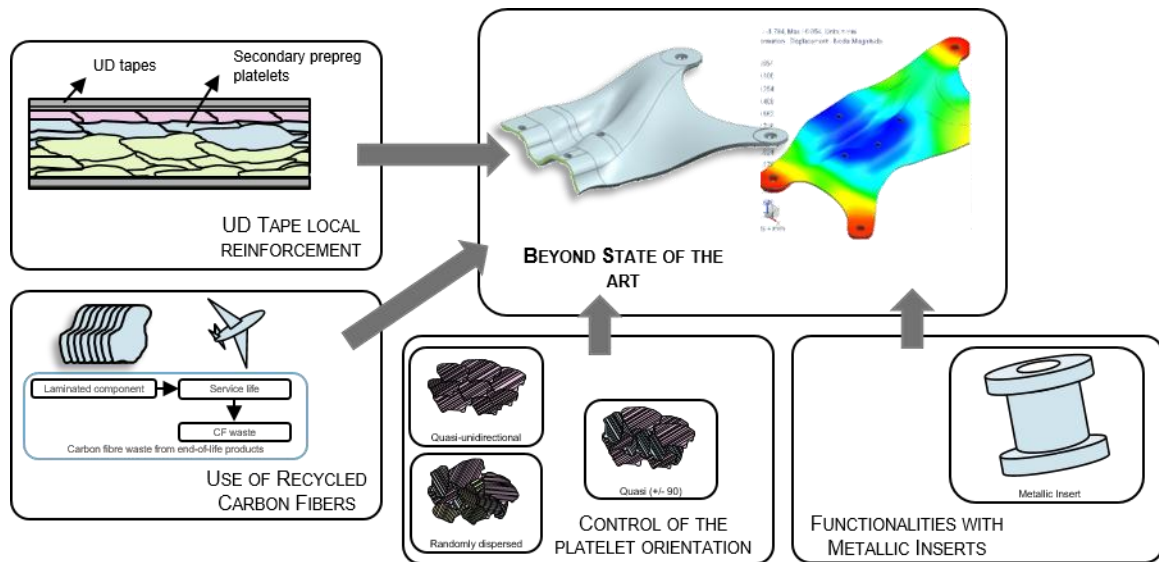 UD tapes
Secondary prepreg
platelets
UD TAPE LOCAL
REINFORCEMENT
BEYOND STATE OF THE
ART
Laminated component
Service life
CF waste
Carbon fibre waste from end-of-life products
USE OF RECYCLED
CARBON FIBERS
Quasi-unidirectional
Randomly dispersed
Quasi (+/- 90)
CONTROL OF THE
PLATELET ORIENTATION
Metallic Insert
FUNCTIONALITIES WITH
METALLIC INSERTS